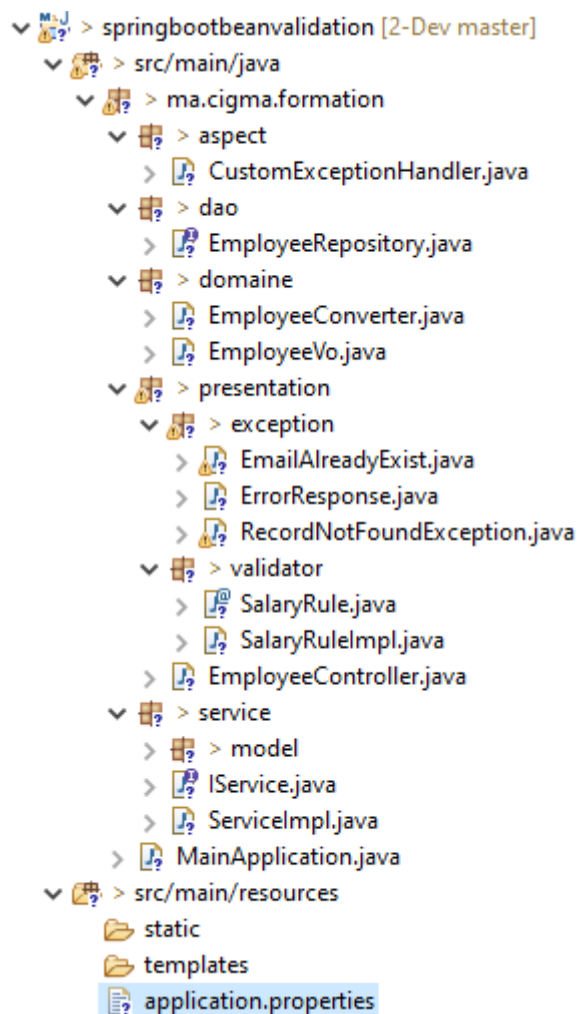 > springbootbeanvalidation [2-Dev master]
> src/main/java
> ma.cigma.formation
> aspect
> CustomExceptionHandler.java
> dao
> EmployeeRepository.java
> domaine
> EmployeeConverter.java
> EmployeeVo.java
> presentation
> exception
> EmailAlreadyExist.java
> ErrorResponse.java
> RecordNotFoundException.java
> validator
> SalaryRule.java
> SalaryRuleImpl.java
> EmployeeController.java
> service
> > model
> IService.java
> ServiceImpl.java
> MainApplication.java
> src/main/resources
static
templates
application.properties